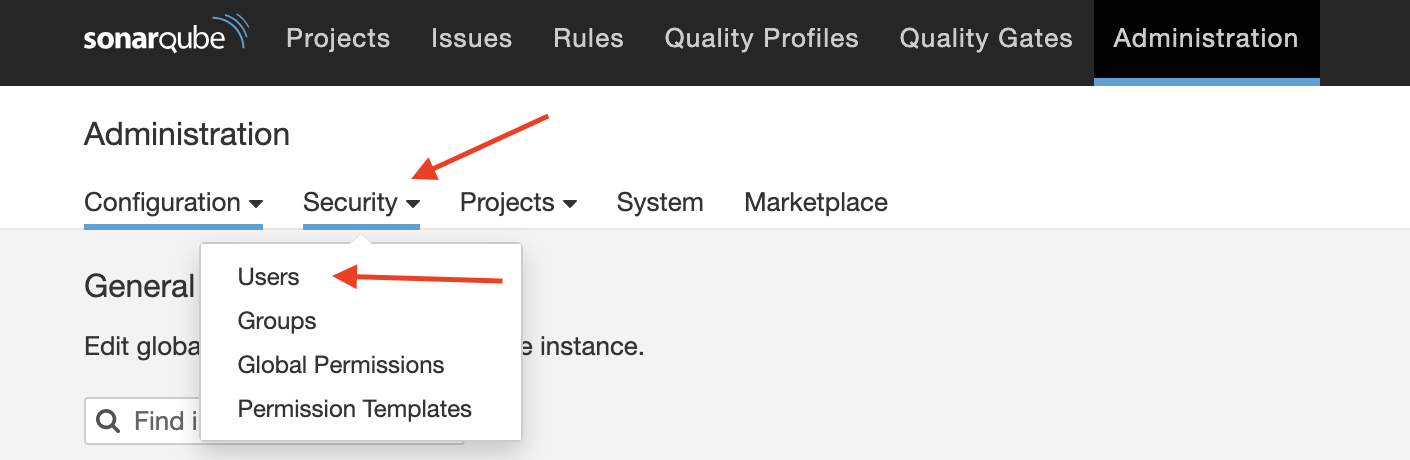 sonarqube Projects Issues Rules Quality Profiles Quality Gates Administration
Administration
Configuration Security Projects System Marketplace
Users
General
Groups
Edit globa e instance.
Global Permissions
Permission Templates
Find i